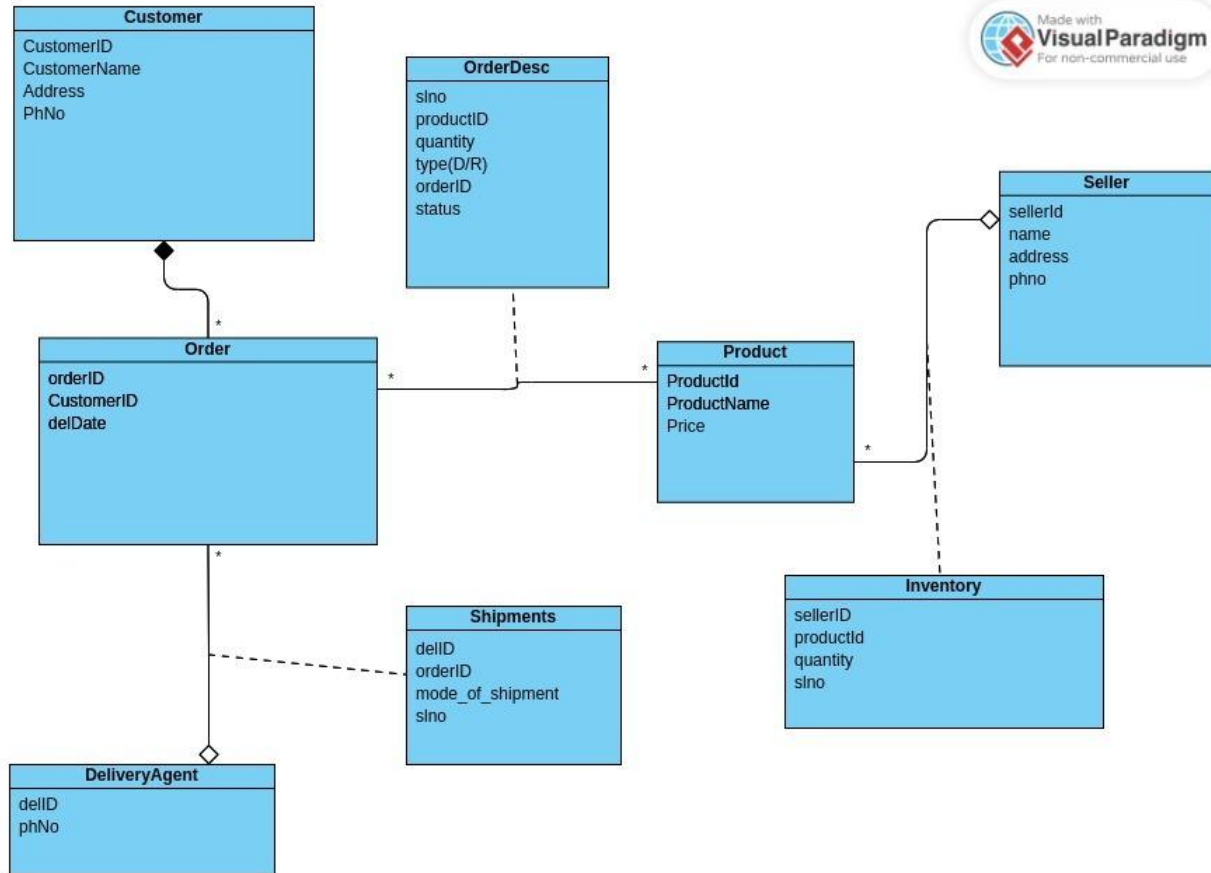 Customer
CustomerID
CustomerName
Address
PhNo
OrderDesc
slno
productID
quantity
type(D/R)
orderID
status
Made with
Visual Paradigm
For non-commercial use
Seller
sellerId
name
address
phno
*
Order
orderID
CustomerID
delDate
*
*
Product
ProductId
ProductName
Price
*
*
Shipments
delID
orderID
mode_of_shipment
slno
Inventory
sellerID
productId
quantity
slno
DeliveryAgent
delID
phNo